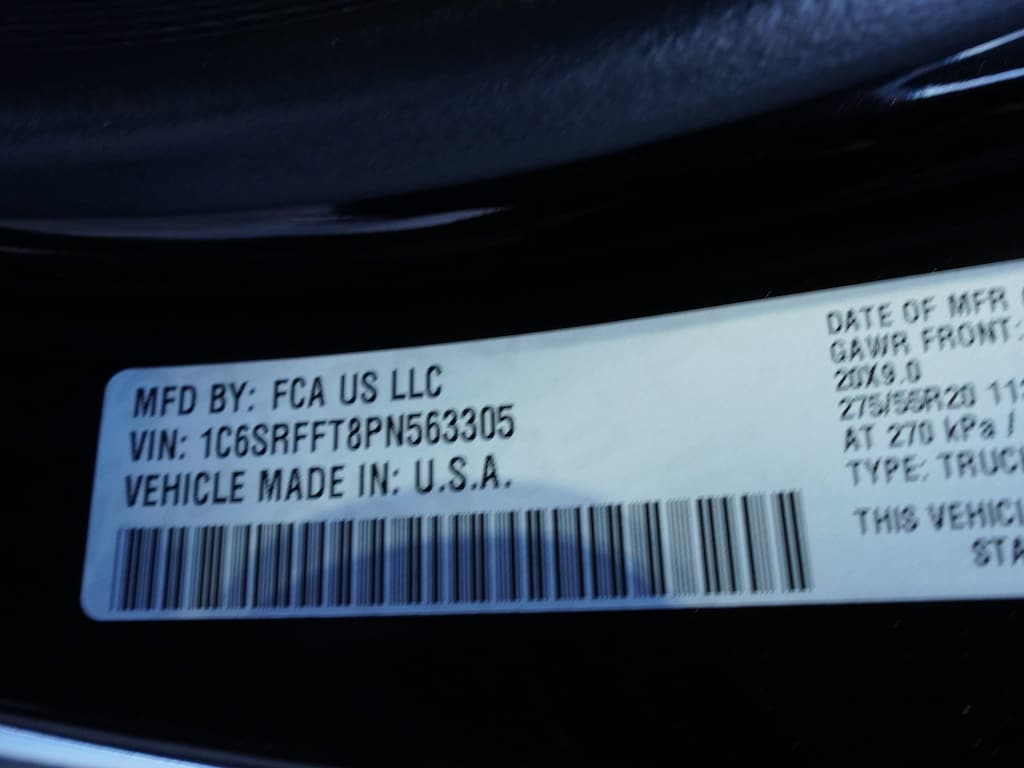 MFD BY: FCA US LLC
VIN: 1C6SRFFT8PN563305
VEHICLE MADE IN: U.S.A.
DATE OF MFR
GAWR FRONT:
20X9.0
275/55R20 11
AT 270 kPa /
TYPE: TRUC
THIS VEHIC
STA